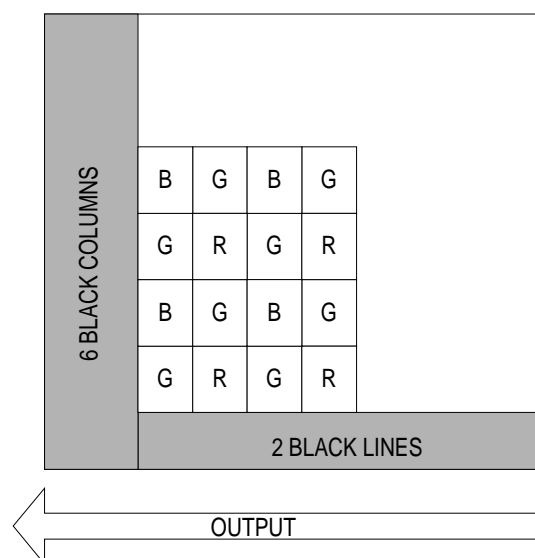 6 BLACK COLUMNS
B G B G
G R G R
B G B G
G R G R
2 BLACK LINES
OUTPUT